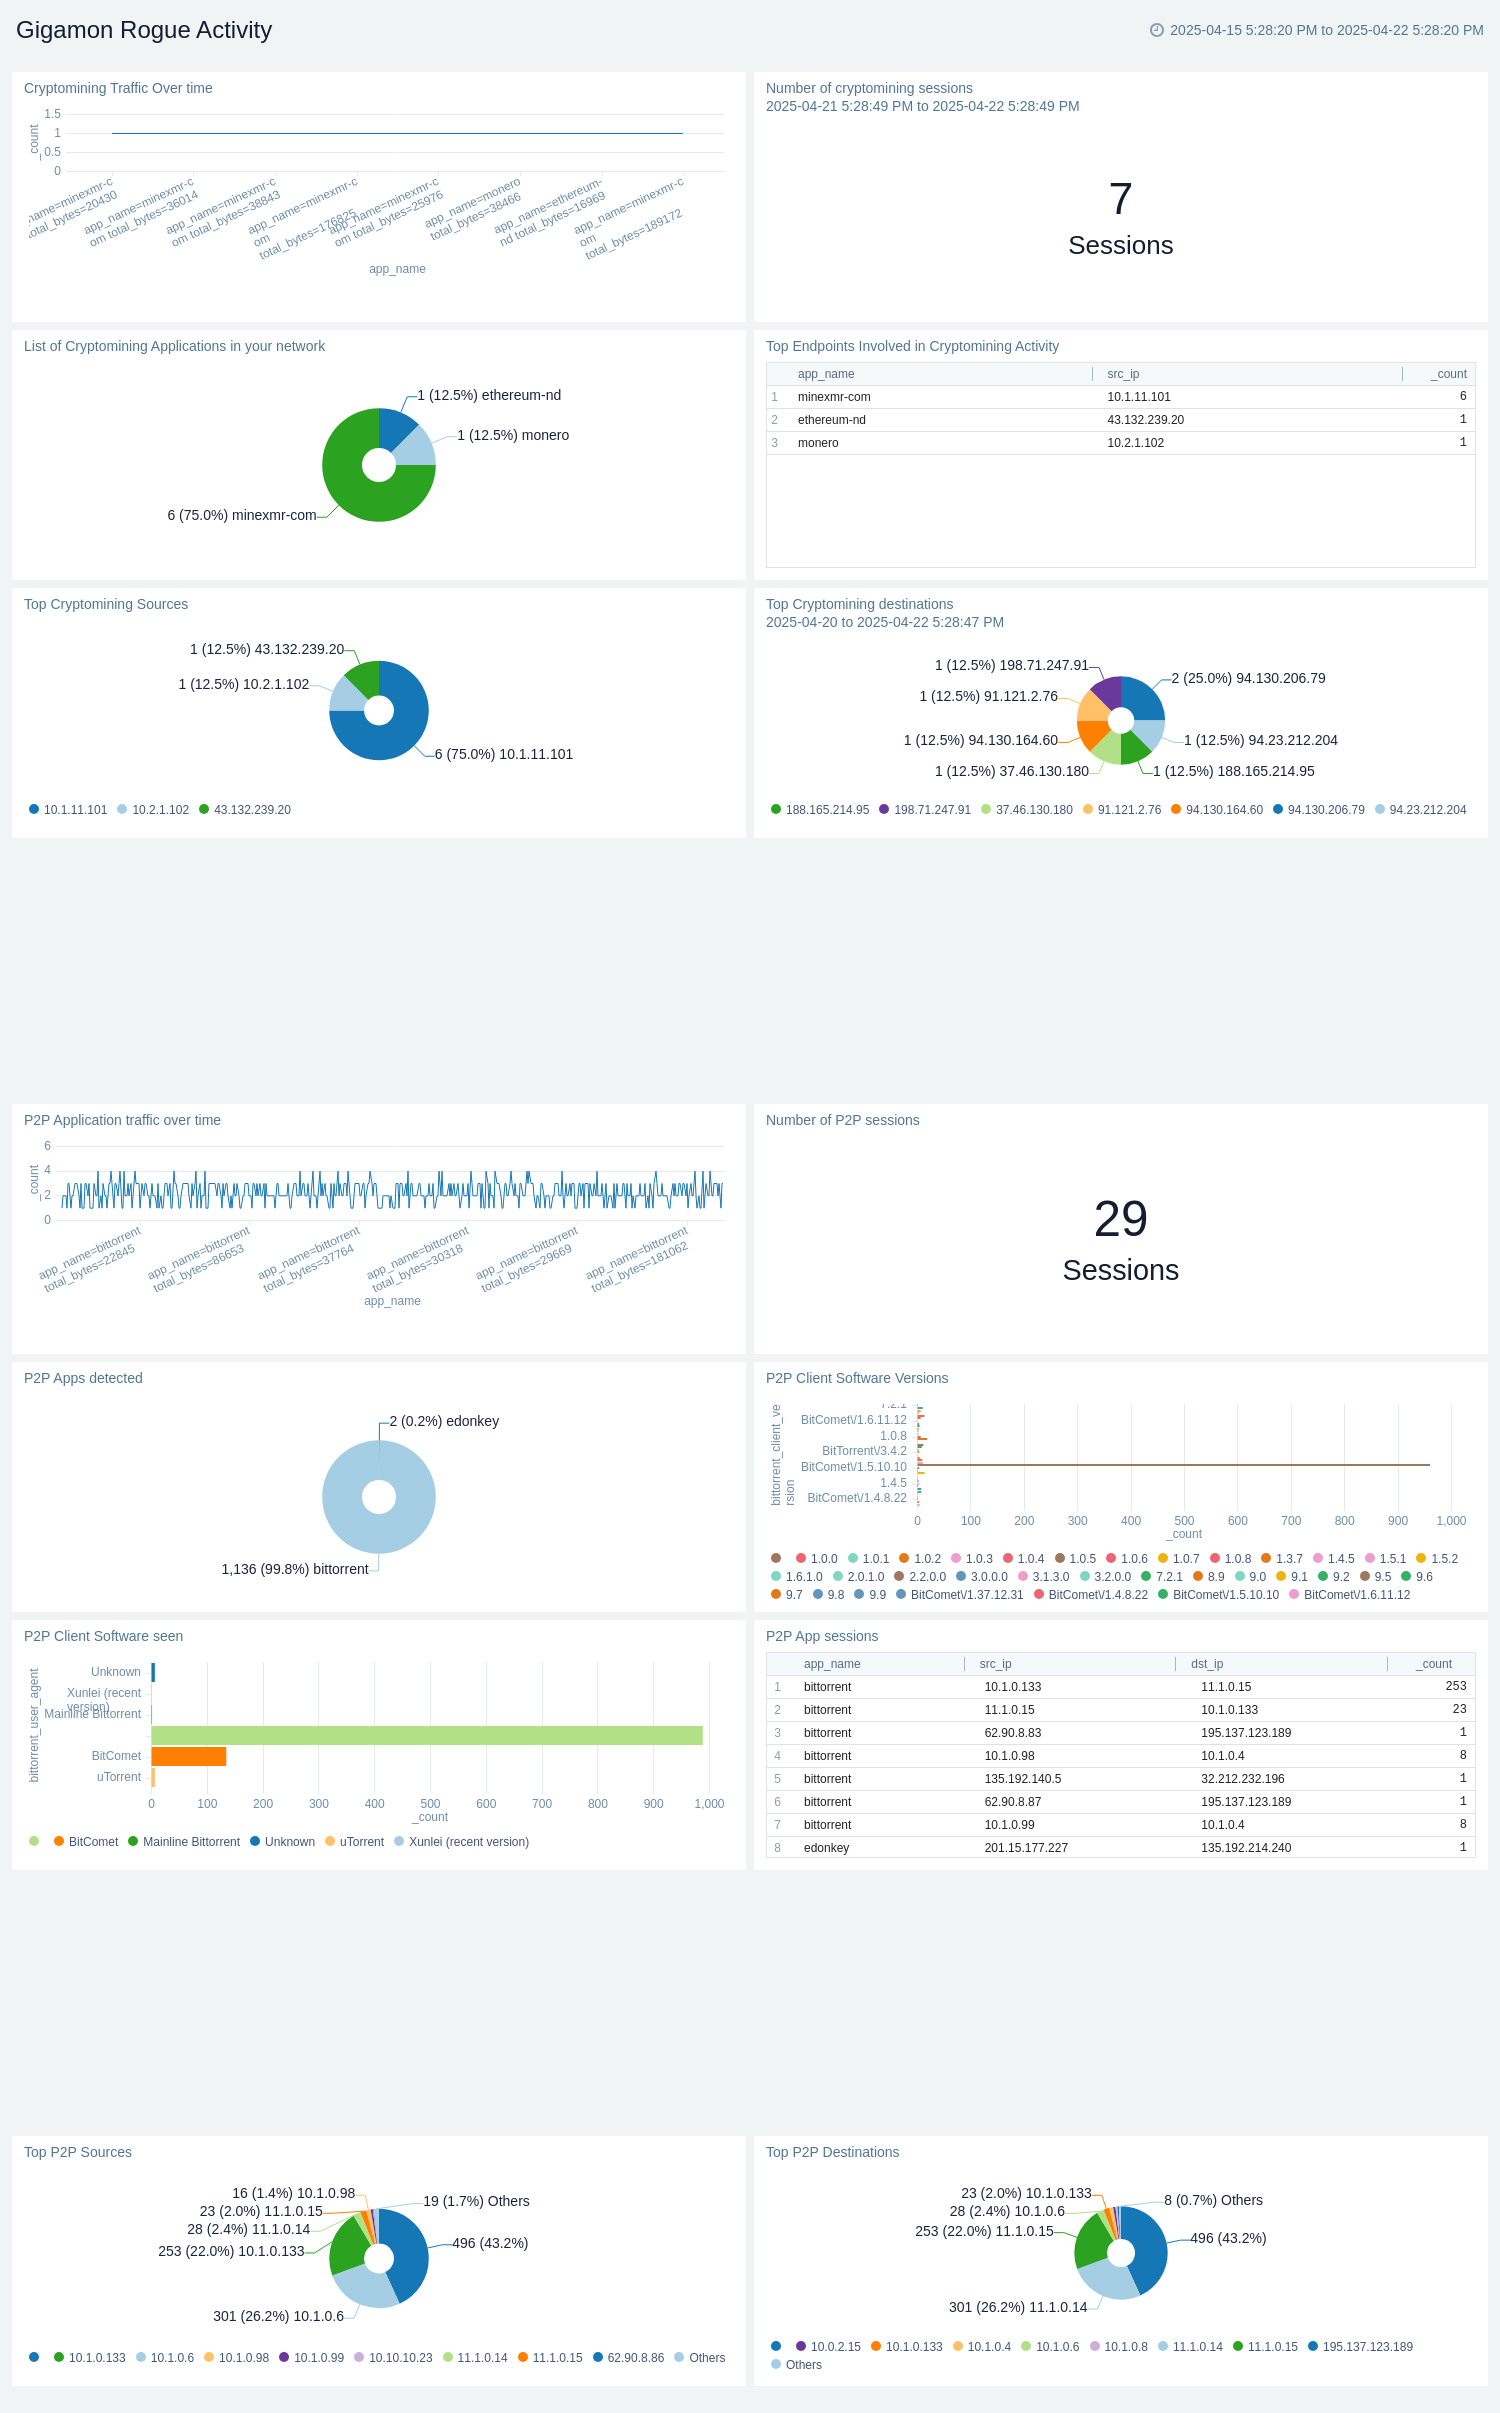 Gigamon Rogue Activity
2025-04-15 5:28:20 PM to 2025-04-22 5:28:20 PM
Cryptomining Traffic Over time
1.5
1
0.5
0
_count
name=minexmr-c
total_bytes=20430
app_name=minexmr-c
om total_bytes=36014
app_name=minexmr-c
om total_bytes=38843
app_name=minexmr-c
om
total_bytes=176825
app_name=minexmr-c
om total_bytes=25976
app_name=monero
total_bytes=38466
app_name=ethereum-
nd total_bytes=16969
app_name=minexmr-c
om
total_bytes=189172
app_name
Number of cryptomining sessions
2025-04-21 5:28:49 PM to 2025-04-22 5:28:49 PM
7
Sessions
List of Cryptomining Applications in your network
1 (12.5%) ethereum-nd
1 (12.5%) monero
6 (75.0%) minexmr-com
Top Endpoints Involved in Cryptomining Activity
app_name src_ip _count
1 minexmr-com 10.1.11.101 6
2 ethereum-nd 43.132.239.20 1
3 monero 10.2.1.102 1
Top Cryptomining Sources
1 (12.5%) 43.132.239.20
1 (12.5%) 10.2.1.102
6 (75.0%) 10.1.11.101
10.1.11.101 10.2.1.102 43.132.239.20
Top Cryptomining destinations
2025-04-20 to 2025-04-22 5:28:47 PM
1 (12.5%) 198.71.247.91
2 (25.0%) 94.130.206.79
1 (12.5%) 91.121.2.76
1 (12.5%) 94.130.164.60
1 (12.5%) 94.23.212.204
1 (12.5%) 37.46.130.180
1 (12.5%) 188.165.214.95
188.165.214.95 198.71.247.91 37.46.130.180 91.121.2.76 94.130.164.60 94.130.206.79 94.23.212.204
P2P Application traffic over time
6
4
2
0
_count
app_name=bittorrent
total_bytes=22845
app_name=bittorrent
total_bytes=86653
app_name=bittorrent
total_bytes=37764
app_name=bittorrent
total_bytes=30318
app_name=bittorrent
total_bytes=29669
app_name=bittorrent
total_bytes=181062
app_name
Number of P2P sessions
29
Sessions
P2P Apps detected
2 (0.2%) edonkey
1,136 (99.8%) bittorrent
P2P Client Software Versions
bittorrent_client_ve
rsion
7.2.1
BitComet\/1.6.11.12
1.0.8
BitTorrent\/3.4.2
BitComet\/1.5.10.10
1.4.5
BitComet\/1.4.8.22
0 100 200 300 400 500 600 700 800 900 1,000
_count
1.0.0 1.0.1 1.0.2 1.0.3 1.0.4 1.0.5 1.0.6 1.0.7 1.0.8 1.3.7 1.4.5 1.5.1 1.5.2
1.6.1.0 2.0.1.0 2.2.0.0 3.0.0.0 3.1.3.0 3.2.0.0 7.2.1 8.9 9.0 9.1 9.2 9.5 9.6
9.7 9.8 9.9 BitComet\/1.37.12.31 BitComet\/1.4.8.22 BitComet\/1.5.10.10 BitComet\/1.6.11.12
P2P Client Software seen
bittorrent_user_agent
Unknown
Xunlei (recent
version)
Mainline Bittorrent
BitComet
uTorrent
0 100 200 300 400 500 600 700 800 900 1,000
_count
BitComet Mainline Bittorrent Unknown uTorrent Xunlei (recent version)
P2P App sessions
app_name src_ip dst_ip _count
1 bittorrent 10.1.0.133 11.1.0.15 253
2 bittorrent 11.1.0.15 10.1.0.133 23
3 bittorrent 62.90.8.83 195.137.123.189 1
4 bittorrent 10.1.0.98 10.1.0.4 8
5 bittorrent 135.192.140.5 32.212.232.196 1
6 bittorrent 62.90.8.87 195.137.123.189 1
7 bittorrent 10.1.0.99 10.1.0.4 8
8 edonkey 201.15.177.227 135.192.214.240 1
Top P2P Sources
16 (1.4%) 10.1.0.98
19 (1.7%) Others
23 (2.0%) 11.1.0.15
28 (2.4%) 11.1.0.14
496 (43.2%)
253 (22.0%) 10.1.0.133
301 (26.2%) 10.1.0.6
10.1.0.133 10.1.0.6 10.1.0.98 10.1.0.99 10.10.10.23 11.1.0.14 11.1.0.15 62.90.8.86 Others
Top P2P Destinations
23 (2.0%) 10.1.0.133
8 (0.7%) Others
28 (2.4%) 10.1.0.6
253 (22.0%) 11.1.0.15
496 (43.2%)
301 (26.2%) 11.1.0.14
10.0.2.15 10.1.0.133 10.1.0.4 10.1.0.6 10.1.0.8 11.1.0.14 11.1.0.15 195.137.123.189
Others